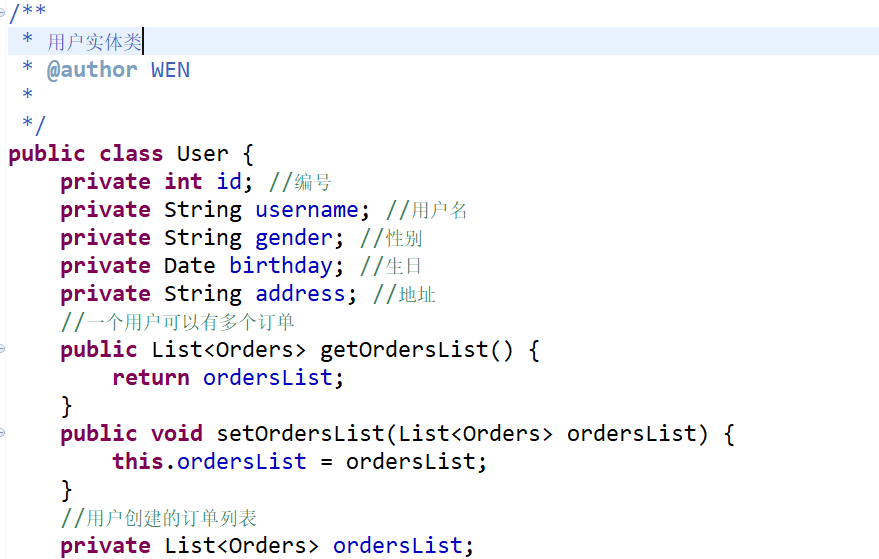 /**
 * 用户实体类
 * @author WEN
 *
 */
public class User {
    private int id; //编号
    private String username; //用户名
    private String gender; //性别
    private Date birthday; //生日
    private String address; //地址
    //一个用户可以有多个订单
    public List<Orders> getOrdersList() {
        return ordersList;
    }
    public void setOrdersList(List<Orders> ordersList) {
        this.ordersList = ordersList;
    }
    //用户创建的订单列表
    private List<Orders> ordersList;